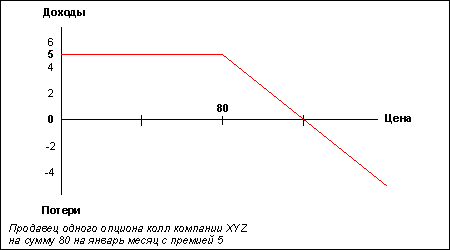 Доходы
6
5
4
2
80
0
Цена
-2
-4
Потери
Продавец одного опциона колл компании XYZ
на сумму 80 на январь месяц с премией 5